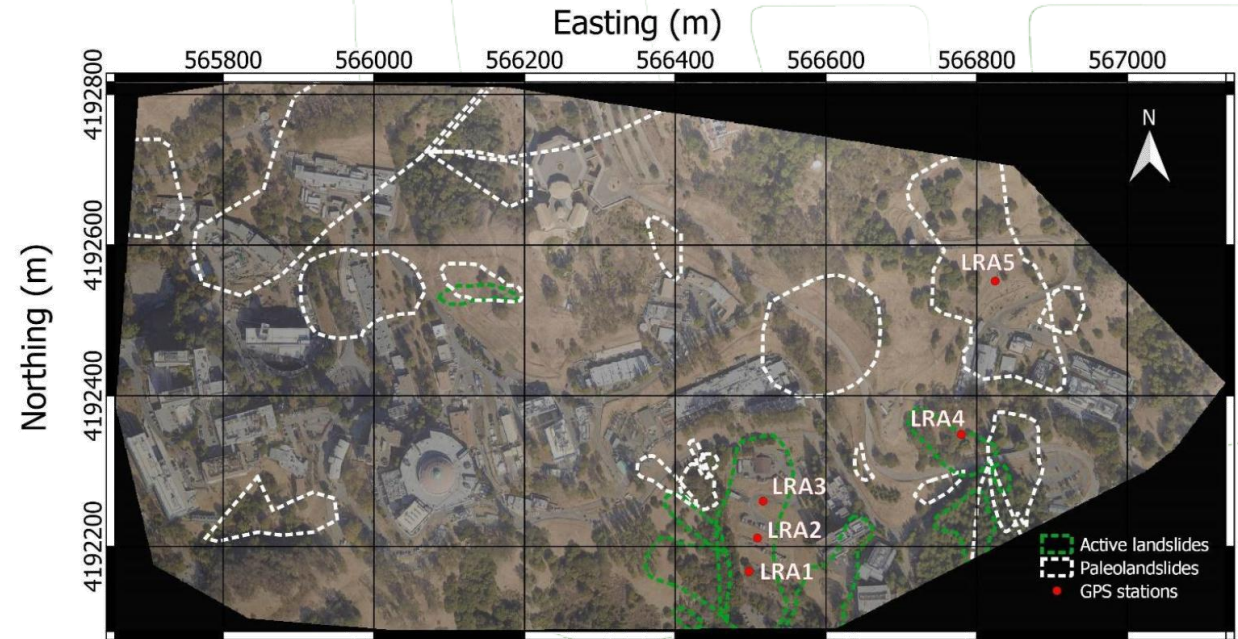 Easting (m)
565800 566000 566200 566400 566600 566800 567000
4192800
4192600
4192400
4192200
Northing (m)
N
LRA5
LRA4
LRA3
LRA2
LRA1
Active landslides
Paleolandslides
GPS stations